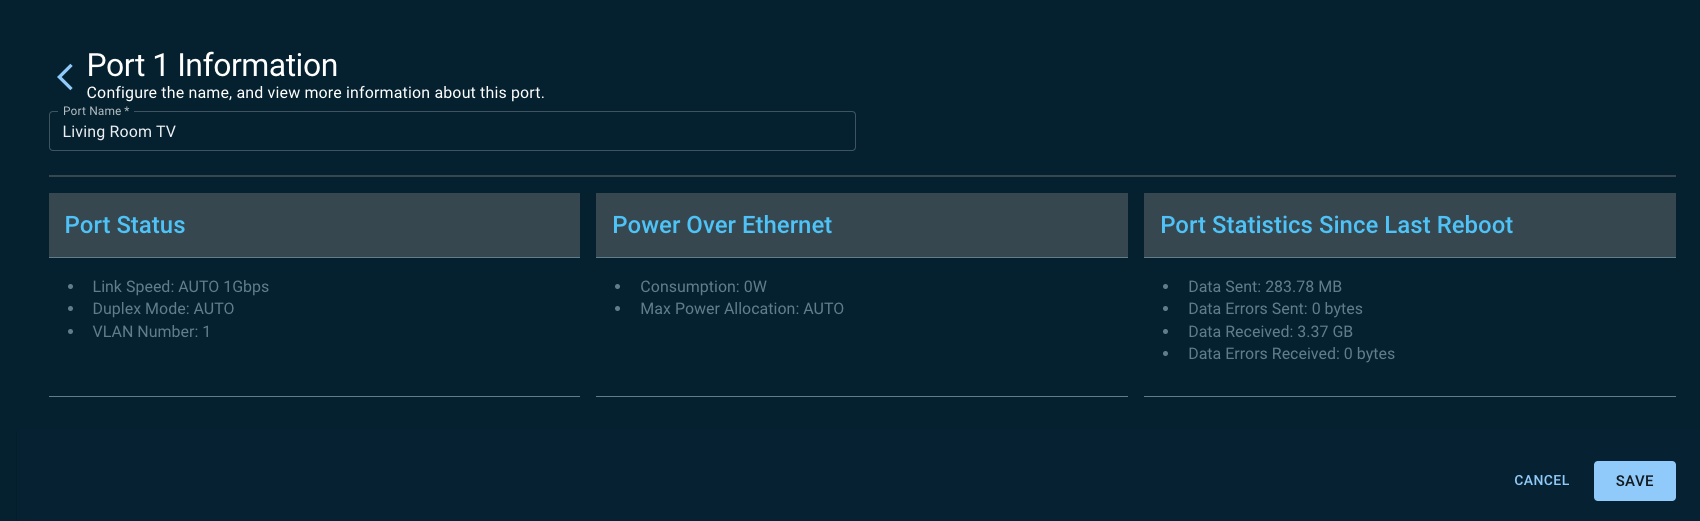 Port 1 Information
Configure the name, and view more information about this port.
Port Name *
Living Room TV
Port Status
• Link Speed: AUTO 1Gbps
• Duplex Mode: AUTO
• VLAN Number: 1
Power Over Ethernet
• Consumption: 0W
• Max Power Allocation: AUTO
Port Statistics Since Last Reboot
• Data Sent: 283.78 MB
• Data Errors Sent: 0 bytes
• Data Received: 3.37 GB
• Data Errors Received: 0 bytes
CANCEL
SAVE